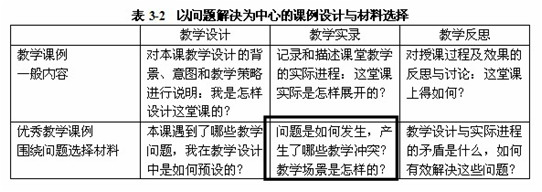 表 3-2 以问题解决为中心的课例设计与材料选择
教学设计 教学实录 教学反思
教学课例 对本课教学设计的背 记录和描述课堂教学 对授课过程及效果的
一般内容 景、意图和教学策略 的实际进程：这堂课 反思与讨论：这堂课
进行说明：我是怎样 实际是怎样展开的？ 上得如何？
设计这堂课的？
优秀教学课例 本课遇到了哪些教学 问题是如何发生，产 教学设计与实际进程
围绕问题选择材料 问题，我在教学设计 生了哪些教学冲突？ 的矛盾是什么，如何
中是如何预设的？ 教学场景是怎样的？ 有效解决这些问题？